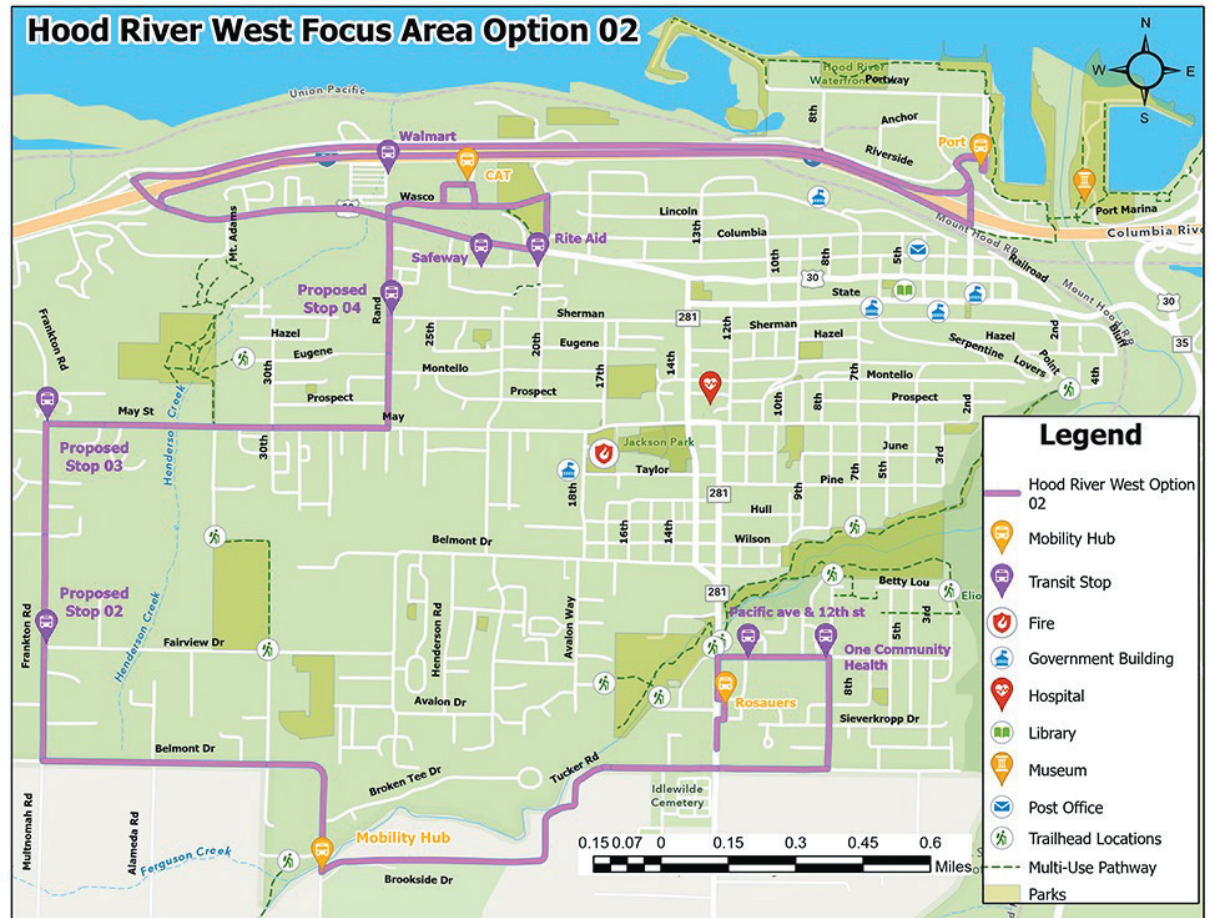 Hood River West Focus Area Option 02
N
W
E
S
Union Pacific
Hood River
Waterfront
Portway
8th
Anchor
Riverside
Port
Walmart
CAT
Wasco
Port Marina
Columbia
Mount Hood RR
Lincoln
Columbia
13th
10th
8th
5th
Railroad
Mt. Adams
Safeway
Rite Aid
30
State
Mount Hood RR
30
35
Proposed
Stop 04
Rand
Frankton Rd
Hazel
Eugene
30th
25th
Sherman
20th
Eugene
281
14th
12th
Sherman
Hazel
Hazel
2nd
Bluff
Serpentine
Lovers
Point
4th
Montello
Prospect
17th
Montello
7th
Prospect
10th
8th
Prospect
2nd
May St
May
Henderson Creek
30th
Proposed
Stop 03
Jackson Park
June
3rd
Taylor
18th
Pine
7th
5th
9th
281
Hull
16th
14th
Wilson
Belmont Dr
281
Betty Lou
3rd
5th
Proposed
Stop 02
Frankton Rd
Henderson Creek
Fairview Dr
Henderson Rd
Avalon Way
Avalon Dr
Pacific ave & 12th st
One Community
Health
8th
Rosauers
Sieverkropp Dr
Belmont Dr
Broken Tee Dr
Tucker Rd
Idlewilde
Cemetery
Multnomah Rd
Alameda Rd
Ferguson Creek
Mobility Hub
Brookside Dr
0.15 0.07 0 0.15 0.3 0.45 0.6
Miles
Legend
Hood River West Option
02
Mobility Hub
Transit Stop
Fire
Government Building
Hospital
Library
Museum
Post Office
Trailhead Locations
Multi-Use Pathway
Parks